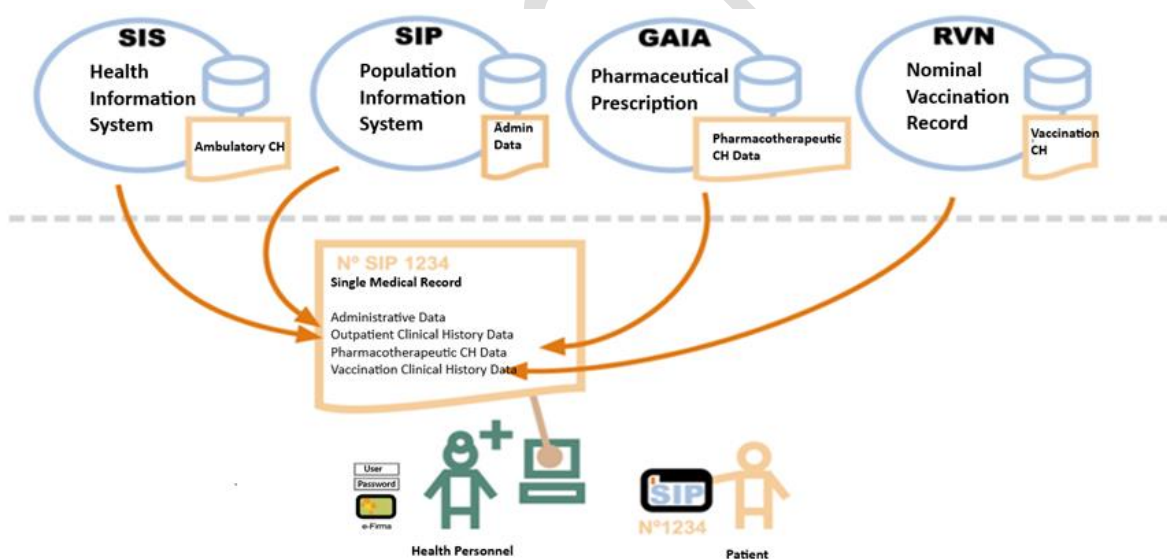 SIS
Health
Information
System
Ambulatory CH
SIP
Population
Information
System
Admin
Data
GAIA
Pharmaceutical
Prescription
Pharmacotherapeutic
CH Data
RVN
Nominal
Vaccination
Record
Vaccination
CH
Nº SIP 1234
Single Medical Record
Administrative Data
Outpatient Clinical History Data
Pharmacotherapeutic CH Data
Vaccination Clinical History Data
User
Password
e-Firma
Health Personnel
SIP
Nº1234
Patient